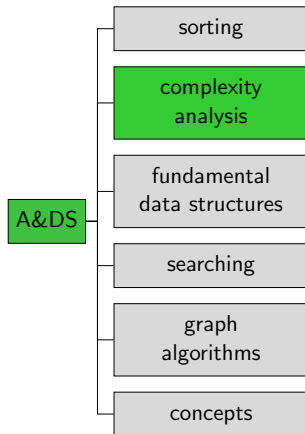 sorting
complexity
analysis
fundamental
data structures
A&DS
searching
graph
algorithms
concepts